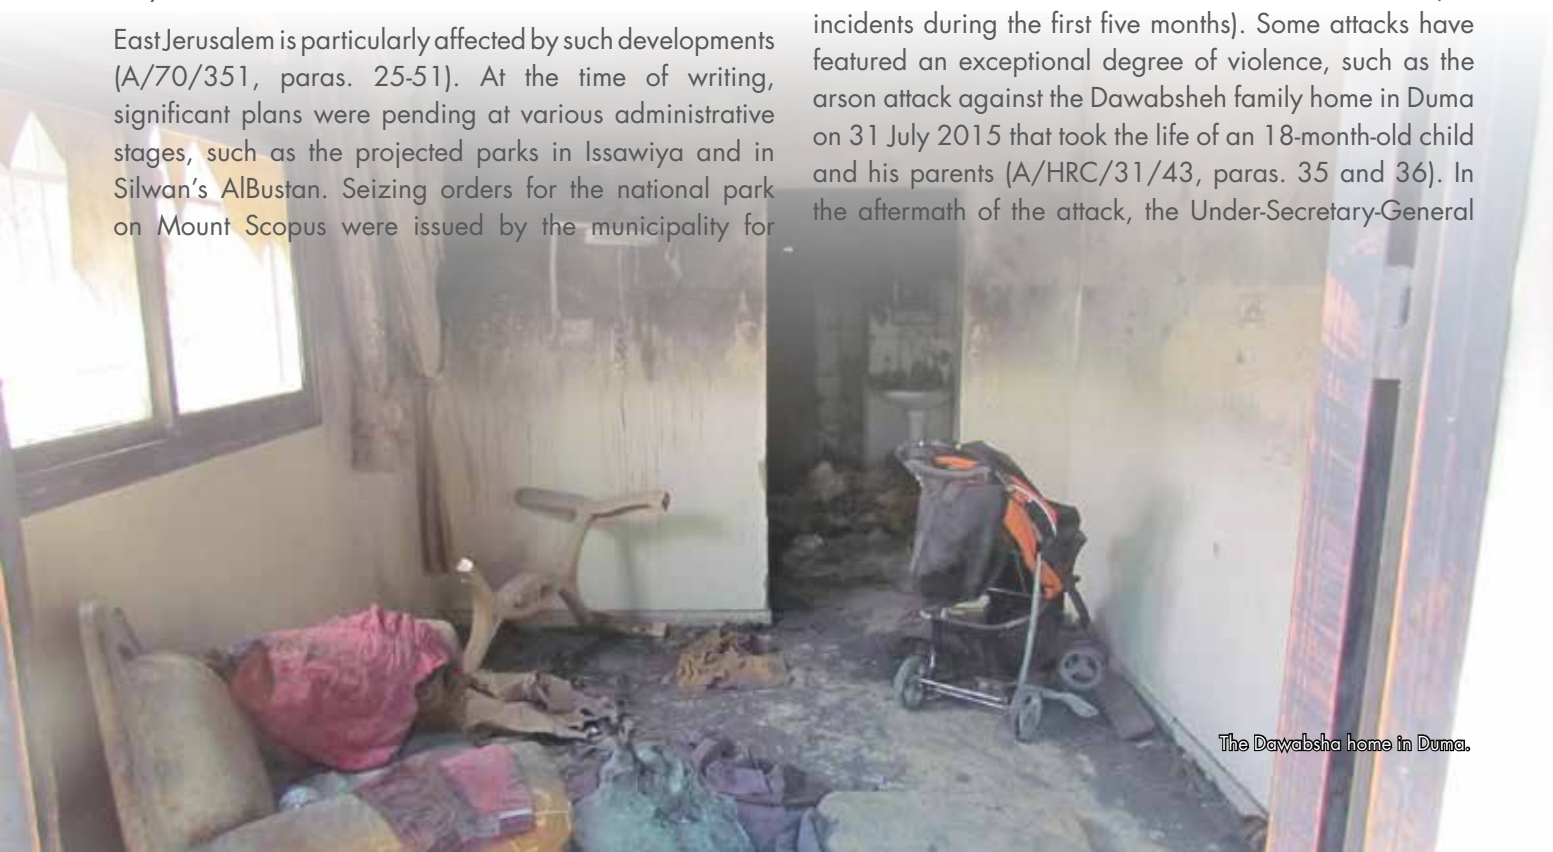 East Jerusalem is particularly affected by such developments
(A/70/351, paras. 25-51). At the time of writing,
significant plans were pending at various administrative
stages, such as the projected parks in Issawiya and in
Silwan's AlBustan. Seizing orders for the national park
on Mount Scopus were issued by the municipality for
incidents during the first five months). Some attacks have
featured an exceptional degree of violence, such as the
arson attack against the Dawabsheh family home in Duma
on 31 July 2015 that took the life of an 18-month-old child
and his parents (A/HRC/31/43, paras. 35 and 36). In
the aftermath of the attack, the Under-Secretary-General
The Dawabsha home in Duma.